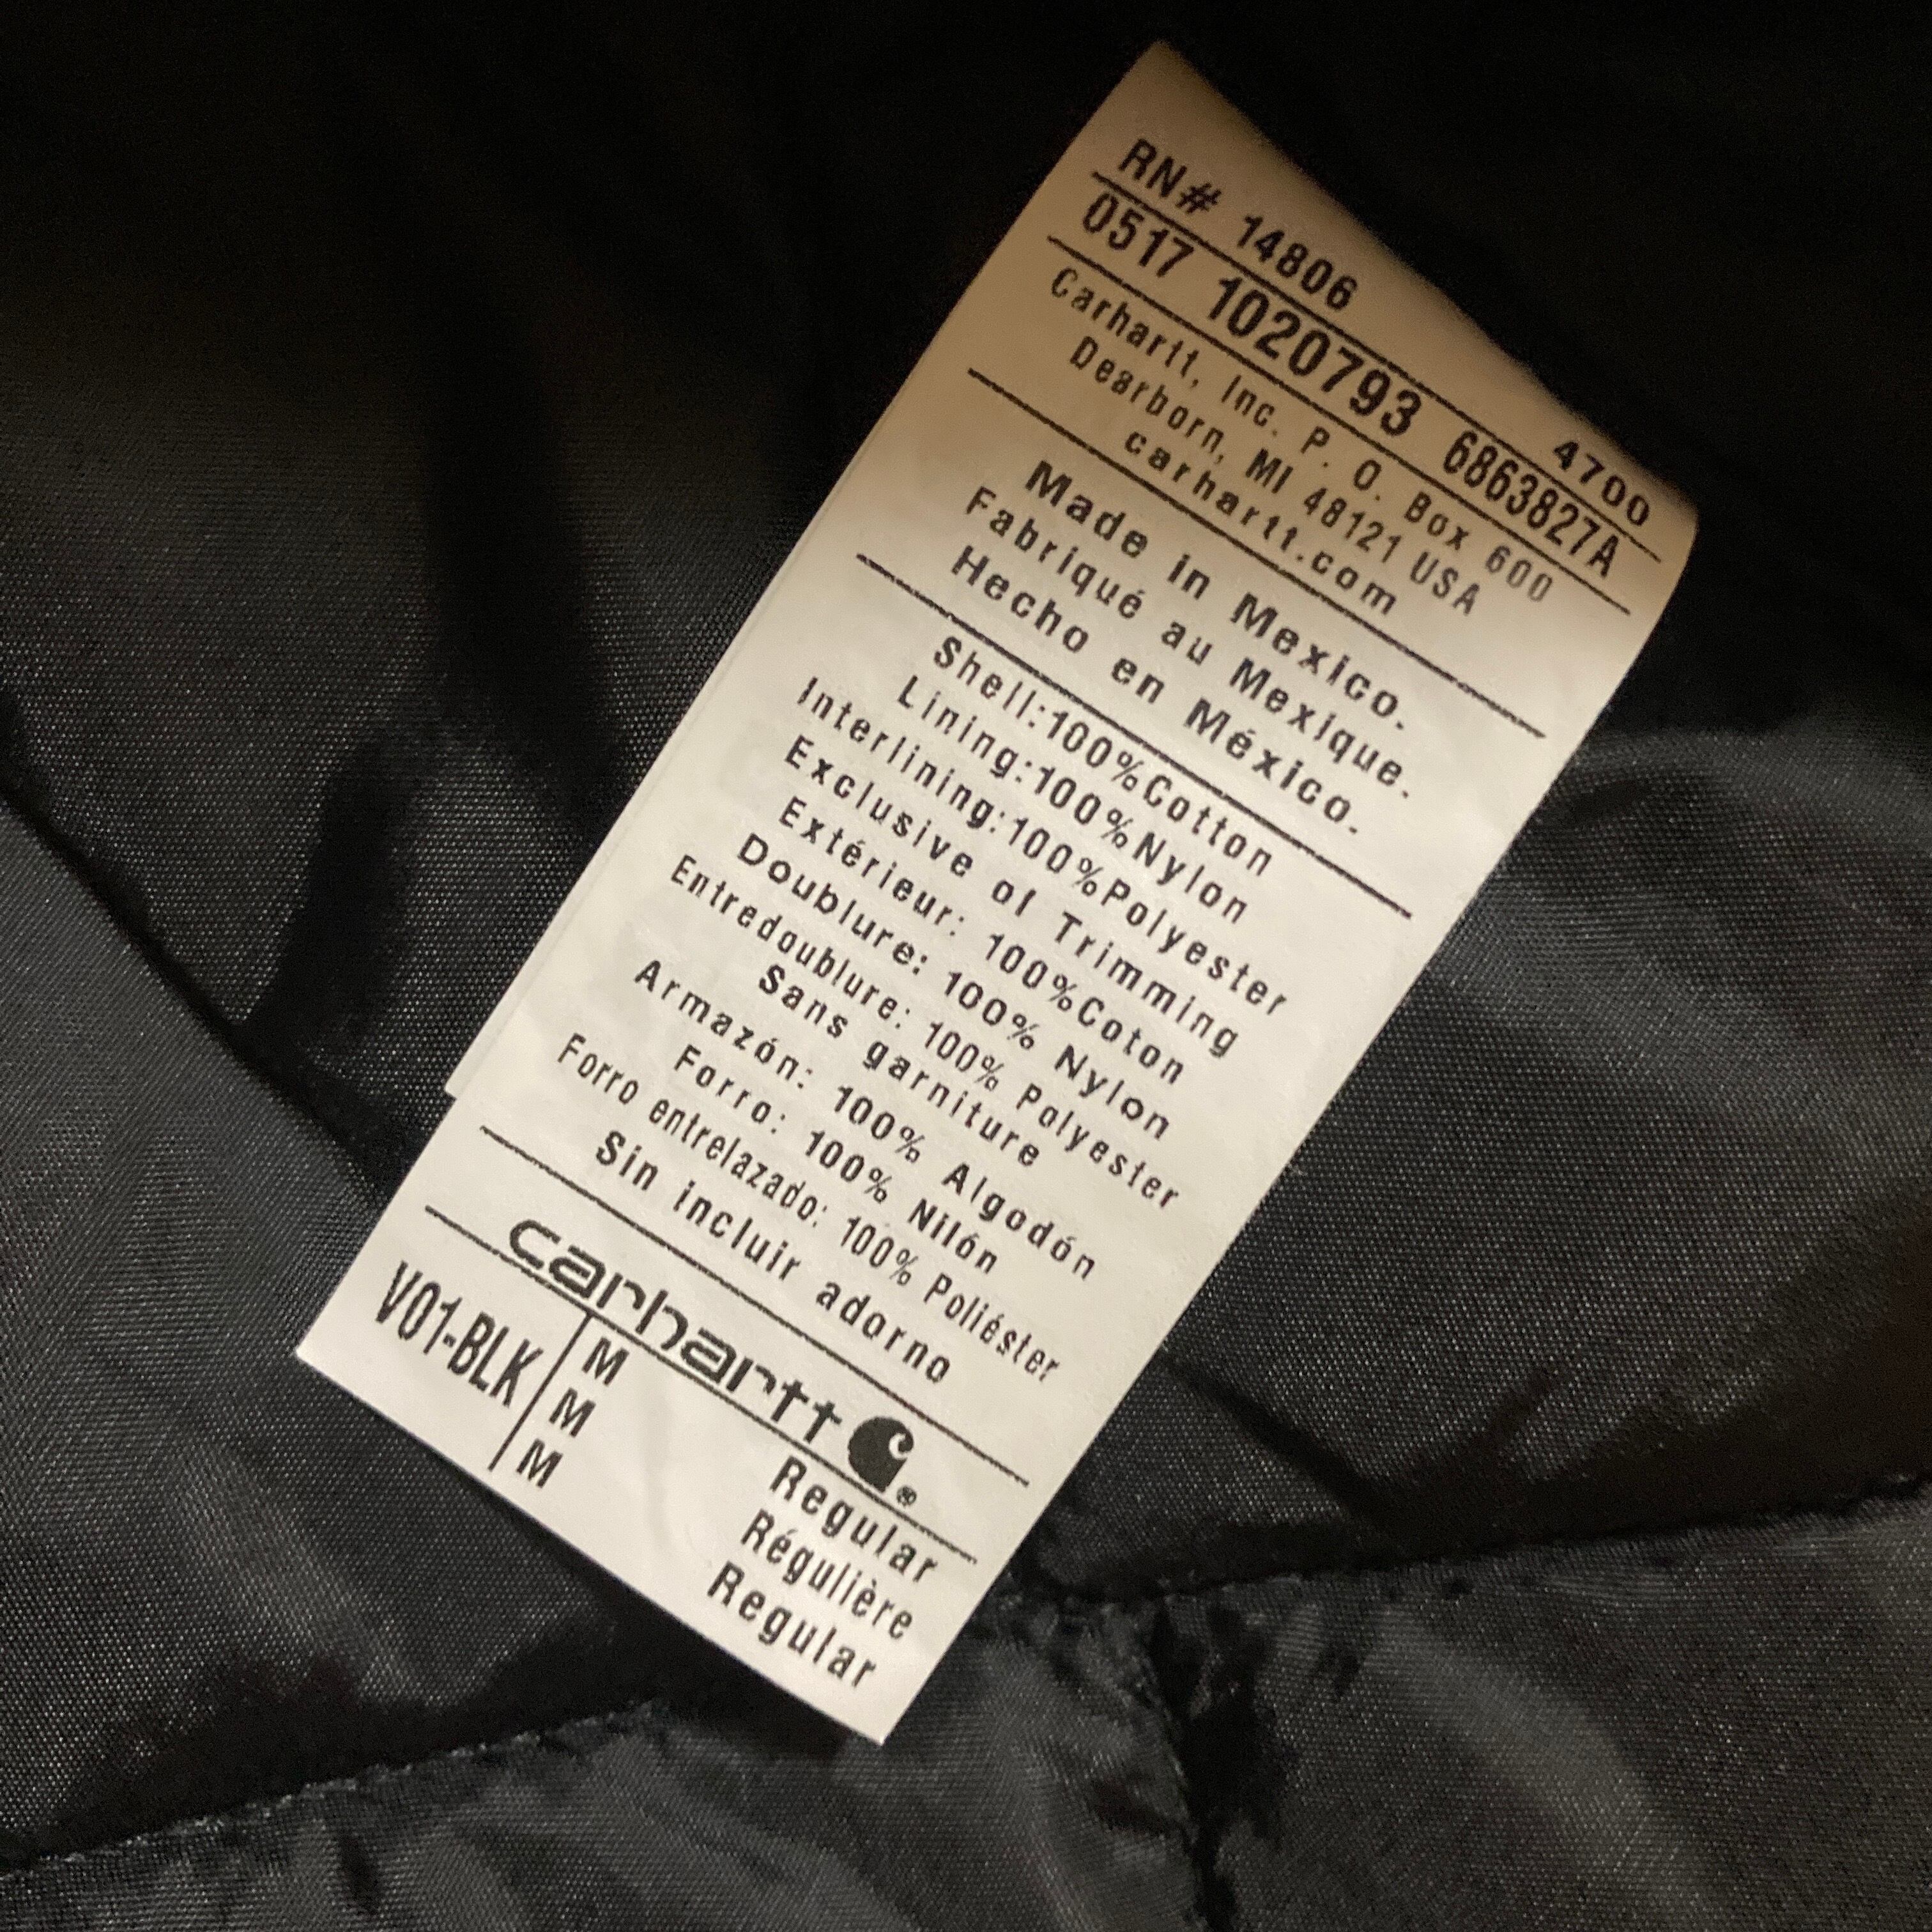 RN# 14806 4700
0517 1020793 6863827A
Carhartt, Inc. P. O. Box 600
Dearborn, MI 48121 USA
carhartt.com
Made in Mexico.
Fabriqué au Mexique.
Hecho en México.
Shell:100%Cotton
Lining:100%Nylon
Interlining:100%Polyester
Exclusive of Trimming
Extérieur: 100%Coton
Doublure: 100% Nylon
Entredoublure: 100% Polyester
Sans garniture
Armazón: 100% Algodón
Forro: 100% Nilón
Forro entrelazado: 100% Poliéster
Sin incluir adorno
carhartt ®
V01-BLK M Regular
M Régulière
M Regular